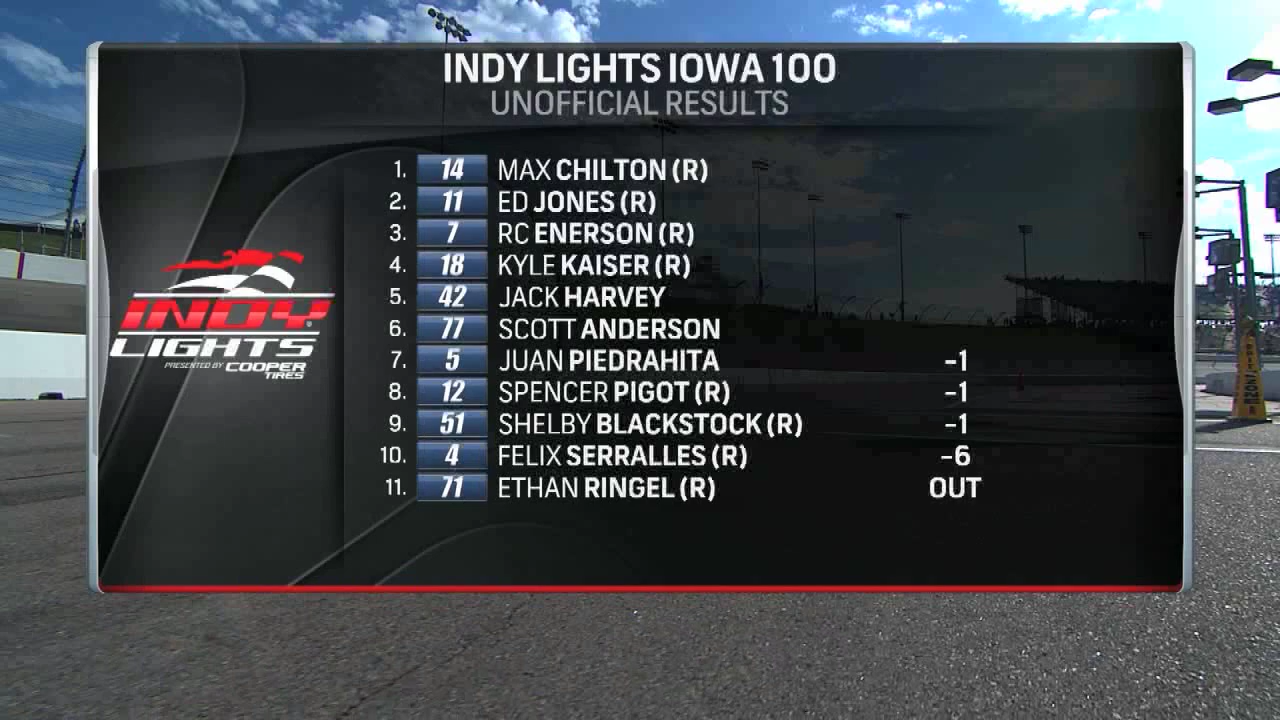 INDY LIGHTS IOWA 100
UNOFFICIAL RESULTS
1. 14 MAX CHILTON (R)
2. 11 ED JONES (R)
3. 7 RC ENERSON (R)
4. 18 KYLE KAISER (R)
5. 42 JACK HARVEY
6. 77 SCOTT ANDERSON
7. 5 JUAN PIEDRAHITA -1
8. 12 SPENCER PIGOT (R) -1
9. 51 SHELBY BLACKSTOCK (R) -1
10. 4 FELIX SERRALLES (R) -6
11. 71 ETHAN RINGEL (R) OUT
INDY
LIGHTS
PRESENTED BY COOPER
TIRES